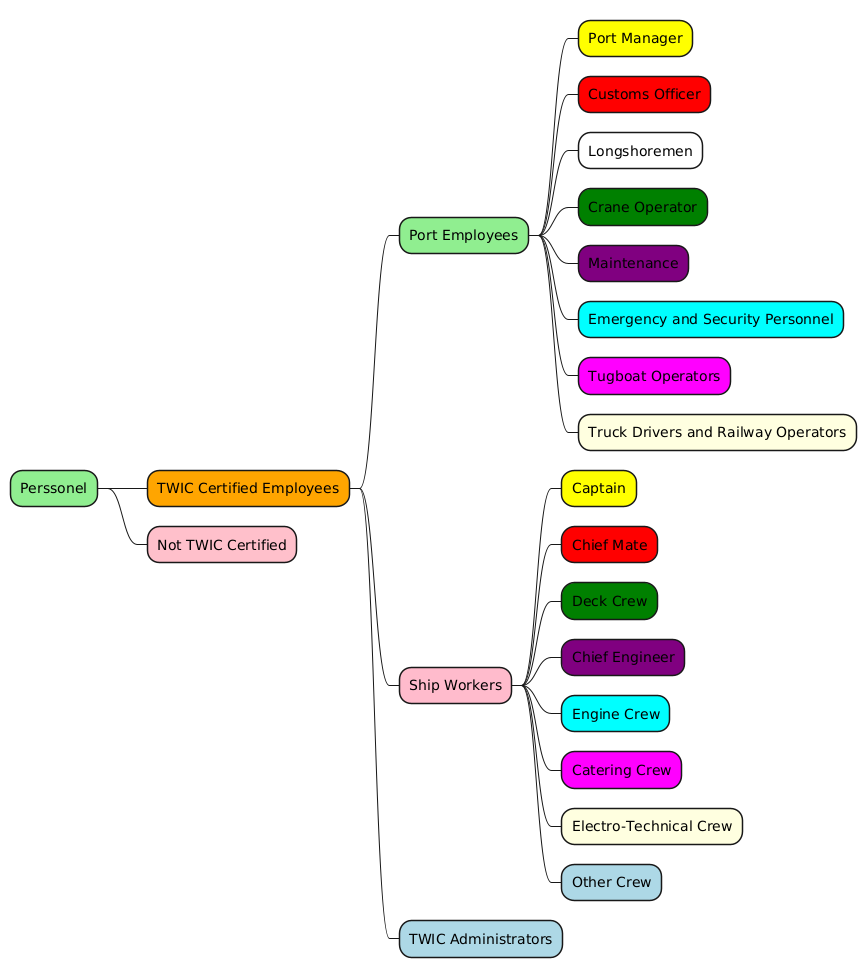 Port Manager
Customs Officer
Longshoremen
Crane Operator
Port Employees
Maintenance
Emergency and Security Personnel
Tugboat Operators
Truck Drivers and Railway Operators
Perssonel
TWIC Certified Employees
Not TWIC Certified
Captain
Chief Mate
Deck Crew
Chief Engineer
Ship Workers
Engine Crew
Catering Crew
Electro-Technical Crew
Other Crew
TWIC Administrators